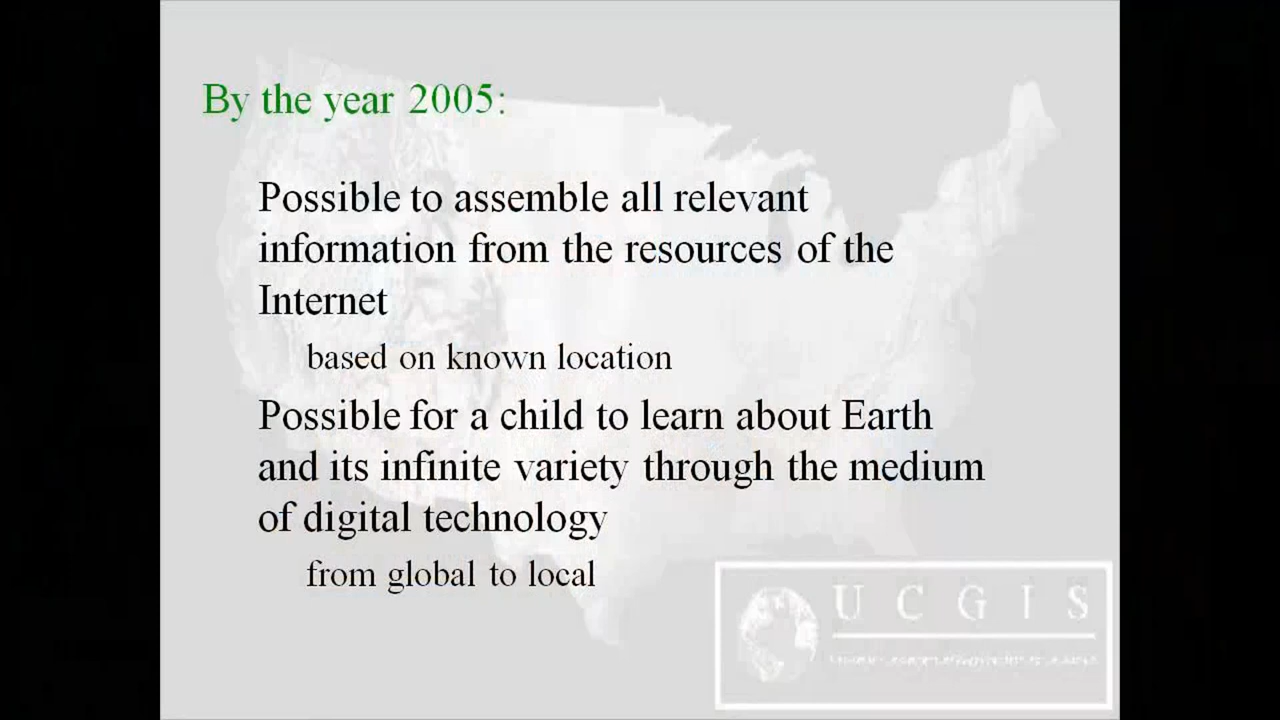 By the year 2005:
Possible to assemble all relevant
information from the resources of the
Internet
based on known location
Possible for a child to learn about Earth
and its infinite variety through the medium
of digital technology
from global to local
U C G I S